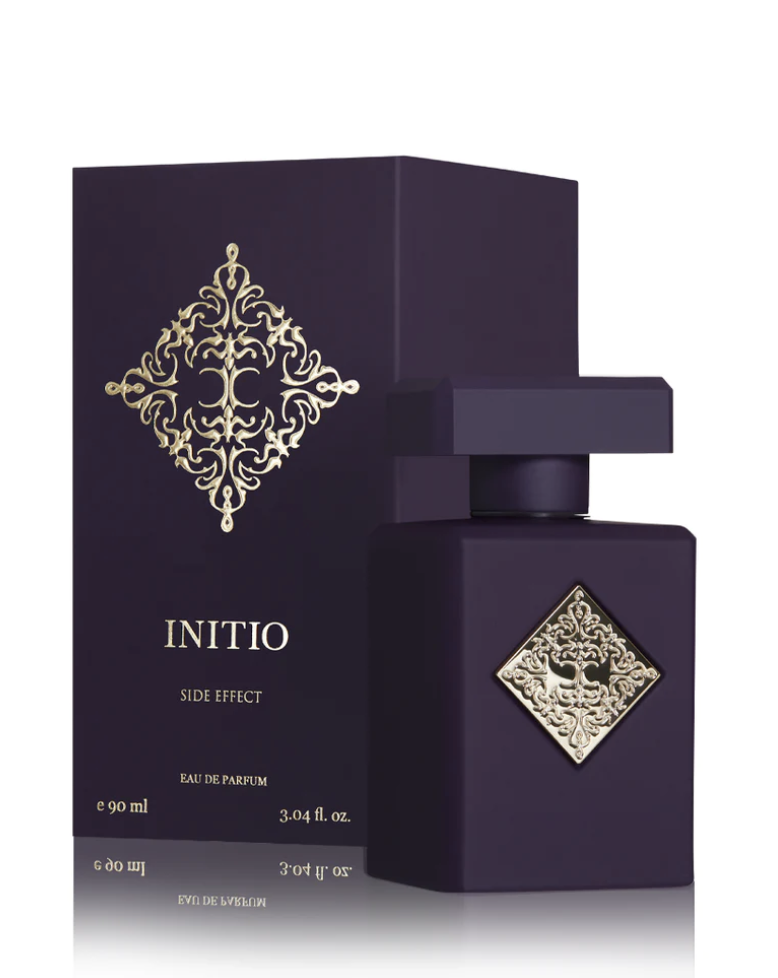 INITIO
SIDE EFFECT
EAU DE PARFUM
e 90 ml
3.04 fl. oz.